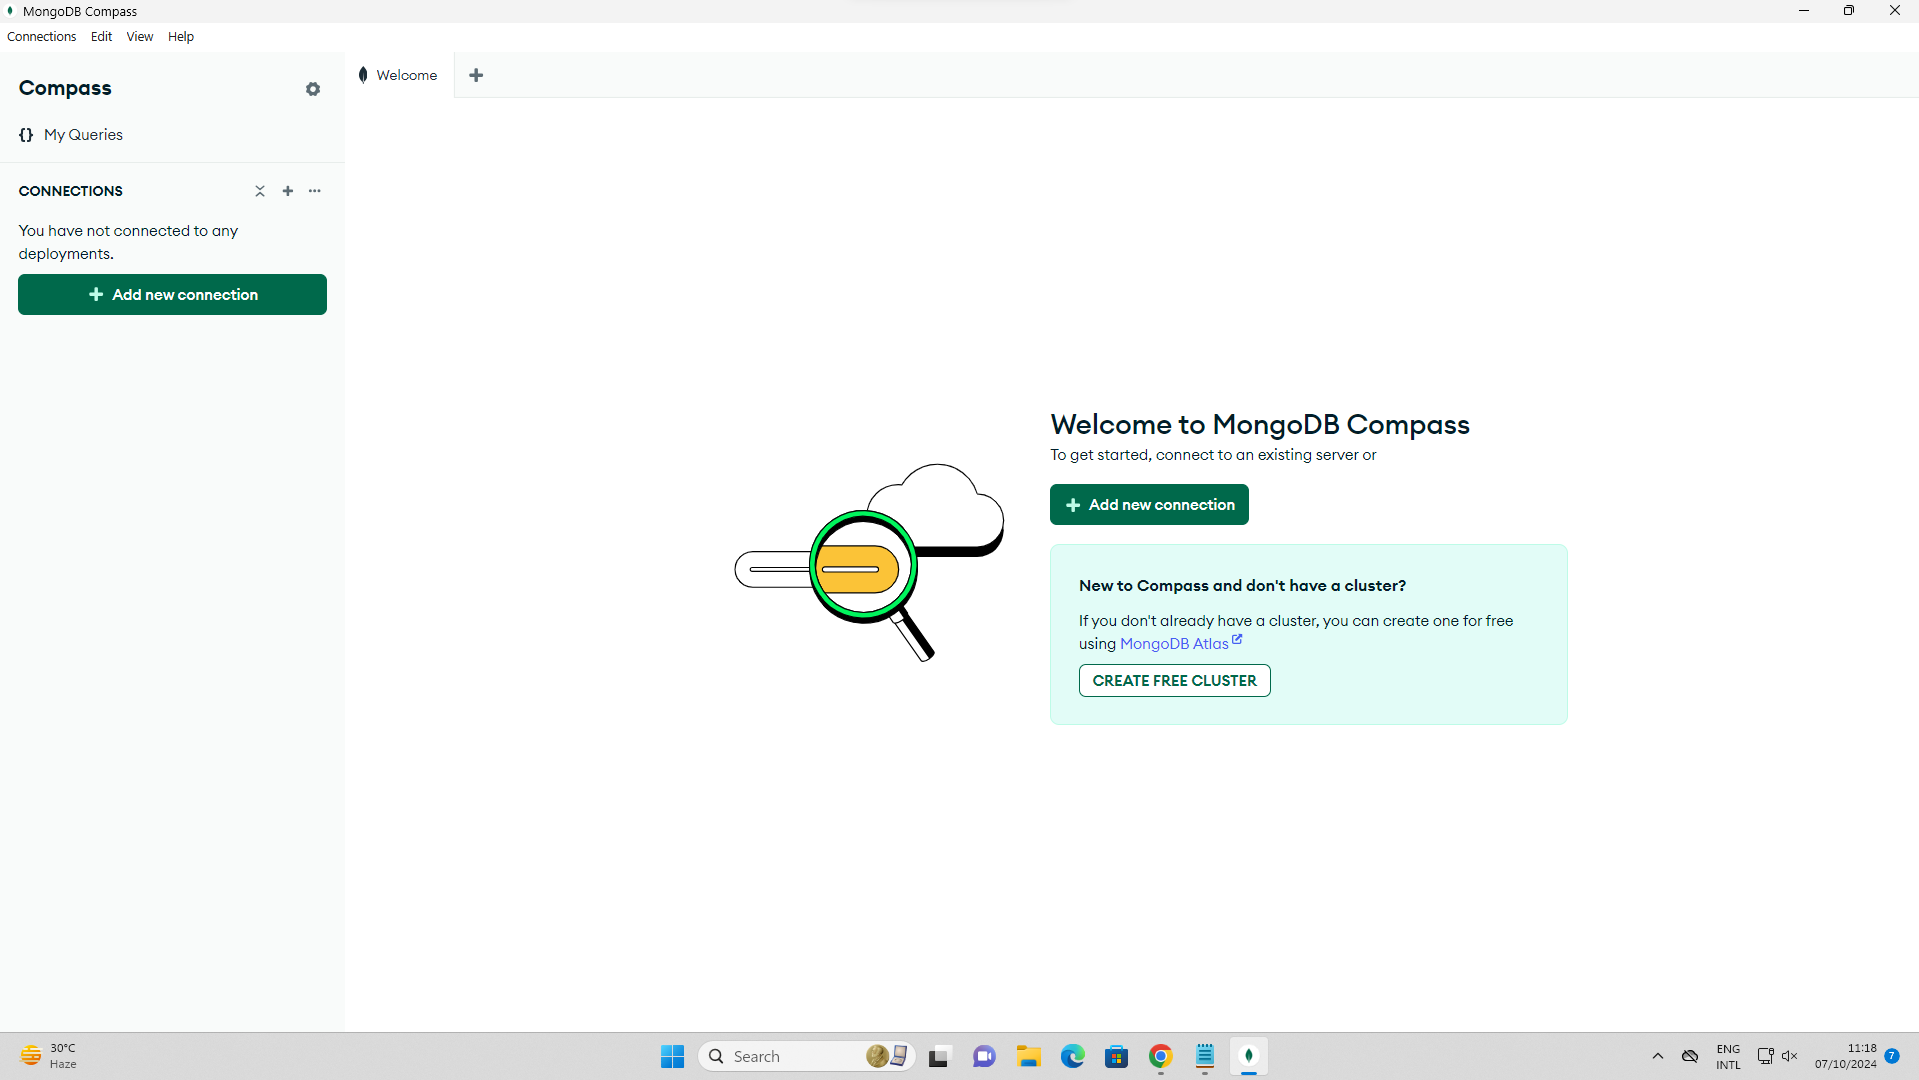 MongoDB Compass
Connections Edit View Help
Compass
Welcome
{} My Queries
CONNECTIONS
You have not connected to any
deployments.
Add new connection
Welcome to MongoDB Compass
To get started, connect to an existing server or
Add new connection
New to Compass and don't have a cluster?
If you don't already have a cluster, you can create one for free
using MongoDB Atlas
CREATE FREE CLUSTER
30°C
Haze
Search
ENG
INTL
11:18
07/10/2024
7